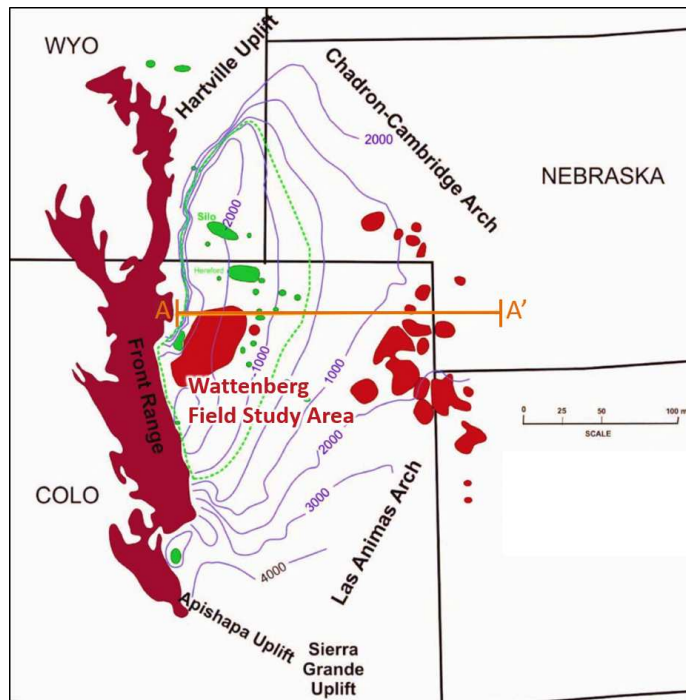 WYO
Hartville Uplift
Chadron-Cambridge Arch
2000
NEBRASKA
2000
Silo
Hereford
A
A’
Front Range
-1000
1000
Wattenberg
Field Study Area
2000
0 25 50 100 m
SCALE
COLO
3000
4000
Las Animas Arch
Apishapa Uplift
Sierra
Grande
Uplift